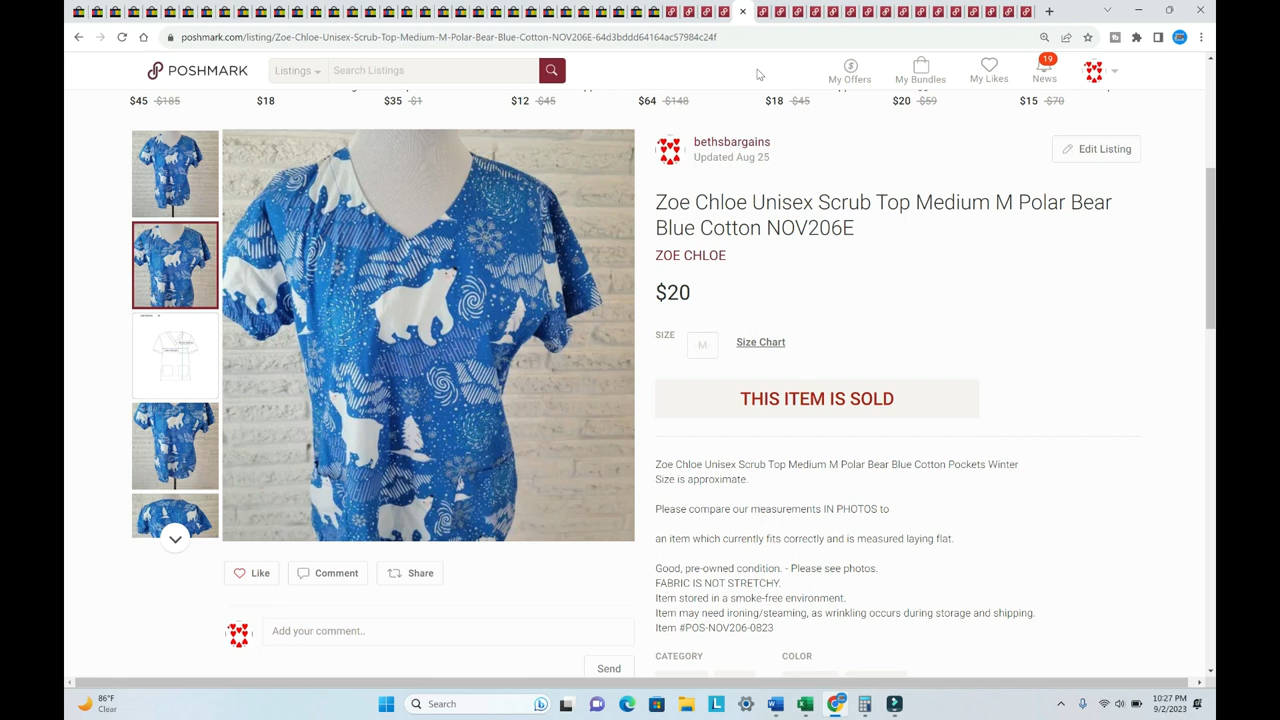 poshmark.com/listing/Zoe-Chloe-Unisex-Scrub-Top-Medium-M-Polar-Bear-Blue-Cotton-NOV206E-64d3bddd64164ac57984c24f
POSHMARK
Listings
Search Listings
My Offers
My Bundles
My Likes
19
News
$45 $185
$18
$35 $1
$12 $45
$64 $148
$18 $45
$20 $59
$15 $70
bethsbargains
Updated Aug 25
Edit Listing
Zoe Chloe Unisex Scrub Top Medium M Polar Bear
Blue Cotton NOV206E
ZOE CHLOE
$20
SIZE
M
Size Chart
THIS ITEM IS SOLD
Zoe Chloe Unisex Scrub Top Medium M Polar Bear Blue Cotton Pockets Winter
Size is approximate.
Please compare our measurements IN PHOTOS to
an item which currently fits correctly and is measured laying flat.
Good, pre-owned condition. - Please see photos.
FABRIC IS NOT STRETCHY.
Item stored in a smoke-free environment.
Item may need ironing/steaming, as wrinkling occurs during storage and shipping.
Item #POS-NOV206-0823
CATEGORY
COLOR
Like
Comment
Share
Add your comment..
Send
86°F
Clear
Search
10:27 PM
9/2/2023